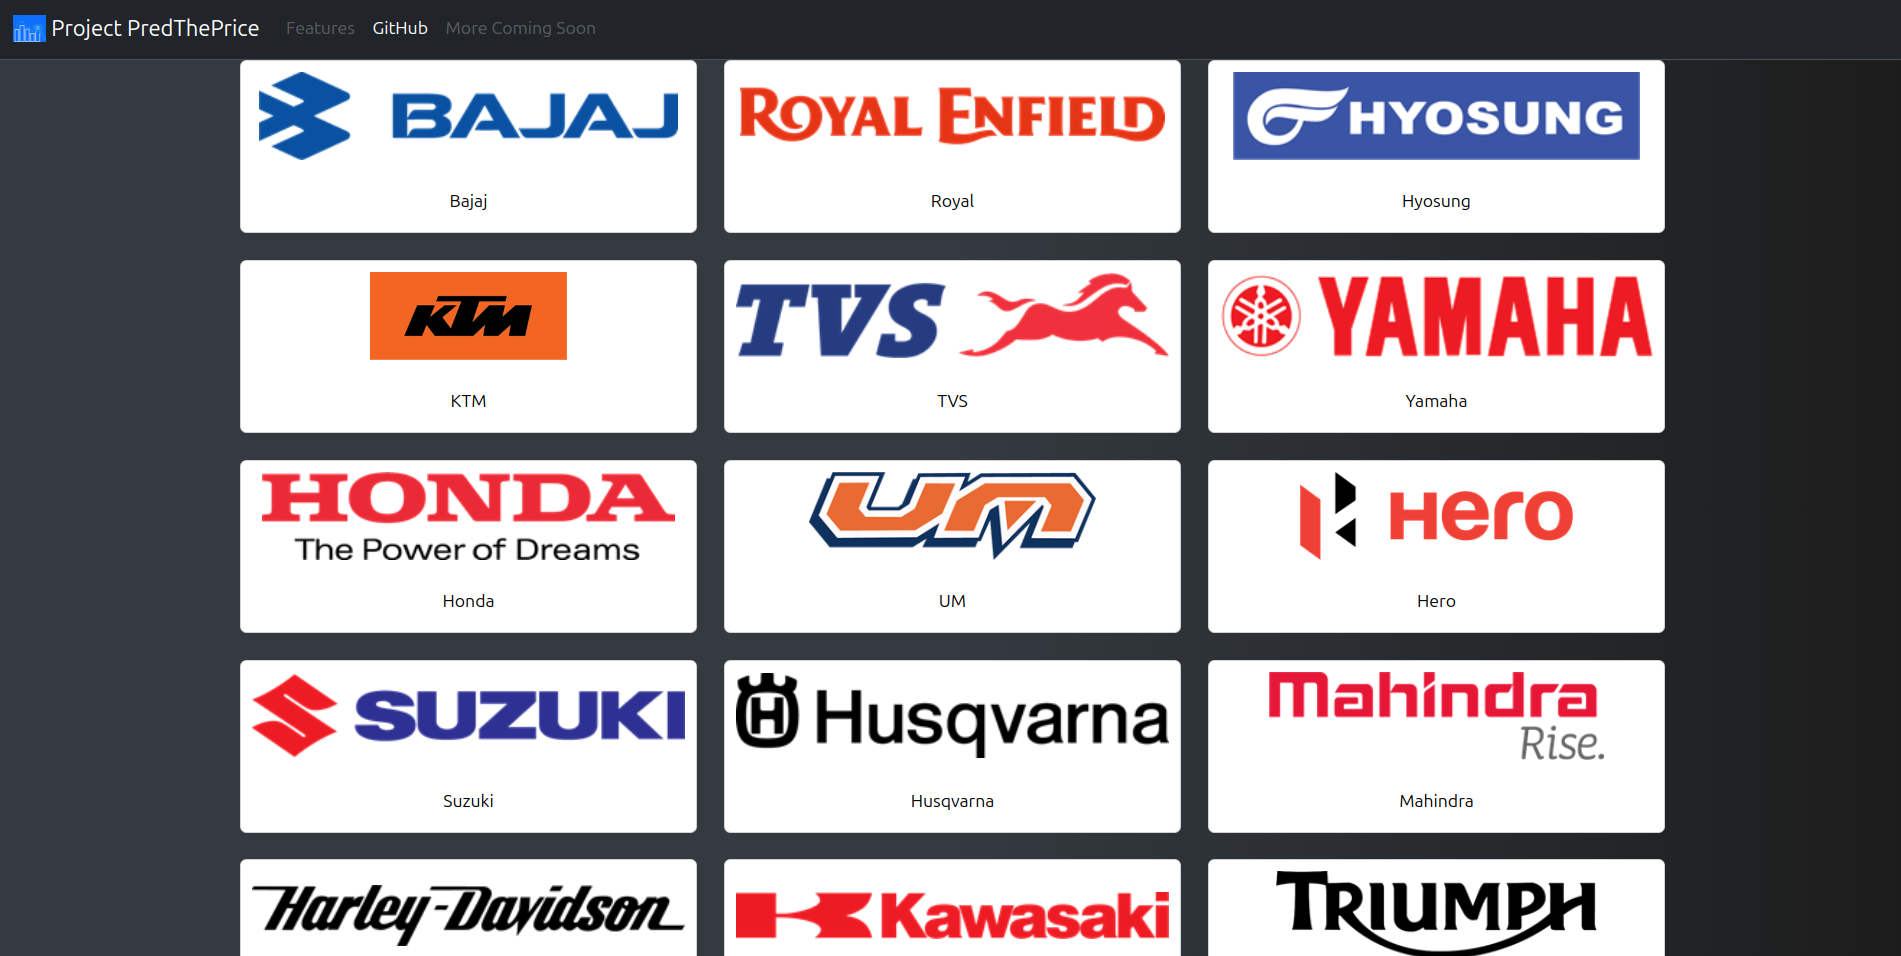 Project PredThePrice Features GitHub More Coming Soon
BAJAJ
ROYAL ENFIELD
HYOSUNG
Bajaj
Royal
Hyosung
KTM
TVS
YAMAHA
KTM
TVS
Yamaha
HONDA
The Power of Dreams
UM
Hero
Honda
UM
Hero
SUZUKI
Husqvarna
Mahindra
Rise.
Suzuki
Husqvarna
Mahindra
Harley-Davidson
Kawasaki
TRIUMPH